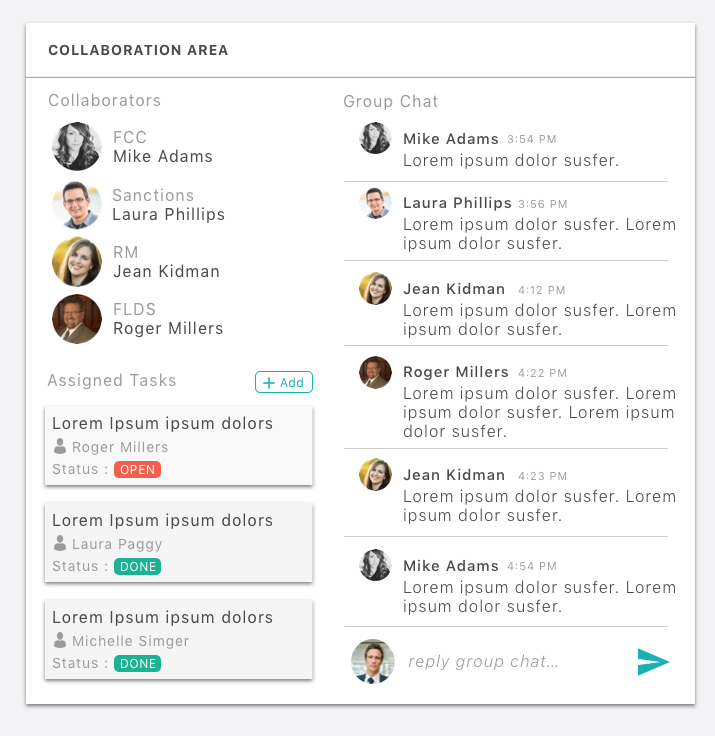 COLLABORATION AREA
Collaborators
FCC
Mike Adams
Sanctions
Laura Phillips
RM
Jean Kidman
FLDS
Roger Millers
Assigned Tasks
+ Add
Lorem Ipsum ipsum dolors
Roger Millers
Status : OPEN
Lorem Ipsum ipsum dolors
Laura Paggy
Status : DONE
Lorem Ipsum ipsum dolors
Michelle Simger
Status : DONE
Group Chat
Mike Adams 3:54 PM
Lorem ipsum dolor susfer.
Laura Phillips 3:56 PM
Lorem ipsum dolor susfer. Lorem
ipsum dolor susfer.
Jean Kidman 4:12 PM
Lorem ipsum dolor susfer. Lorem
ipsum dolor susfer.
Roger Millers 4:22 PM
Lorem ipsum dolor susfer. Lorem
ipsum dolor susfer. Lorem ipsum
dolor susfer.
Jean Kidman 4:23 PM
Lorem ipsum dolor susfer. Lorem
ipsum dolor susfer.
Mike Adams 4:54 PM
Lorem ipsum dolor susfer. Lorem
ipsum dolor susfer.
reply group chat...